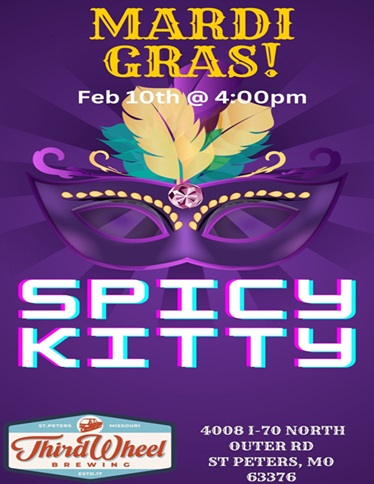 MARDI
GRAS!
Feb 10th @ 4:00pm
SPICY
KITTY
ST.PETERS MISSOURI
Third Wheel
BREWING
4008 I-70 NORTH
OUTER RD
ST PETERS, MO
63376